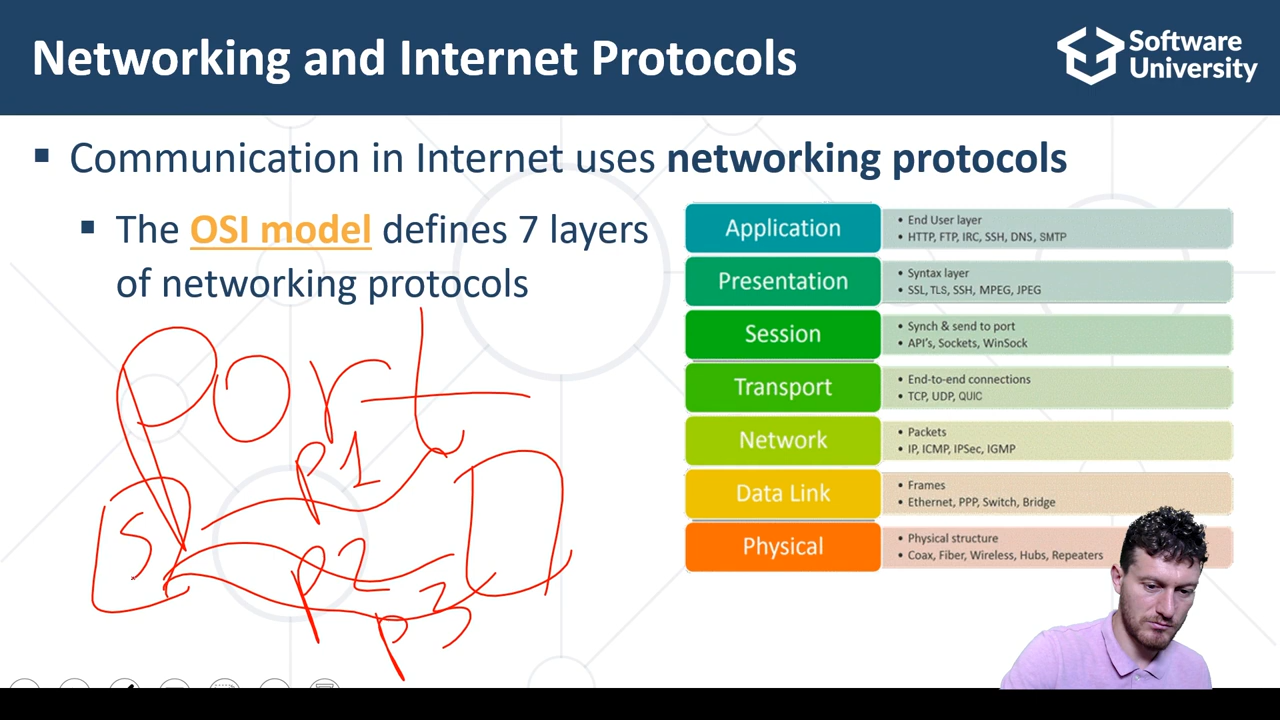 Networking and Internet Protocols
Software
University
▪ Communication in Internet uses networking protocols
▪ The OSI model defines 7 layers
of networking protocols
Application
• End User layer
• HTTP, FTP, IRC, SSH, DNS, SMTP
Presentation
• Syntax layer
• SSL, TLS, SSH, MPEG, JPEG
Session
• Synch & send to port
• API's, Sockets, WinSock
Transport
• End-to-end connections
• TCP, UDP, QUIC
Network
• Packets
• IP, ICMP, IPSec, IGMP
Data Link
• Frames
• Ethernet, PPP, Switch, Bridge
Physical
• Physical structure
• Coax, Fiber, Wireless, Hubs, Repeaters
port
p1
S
p2
p3